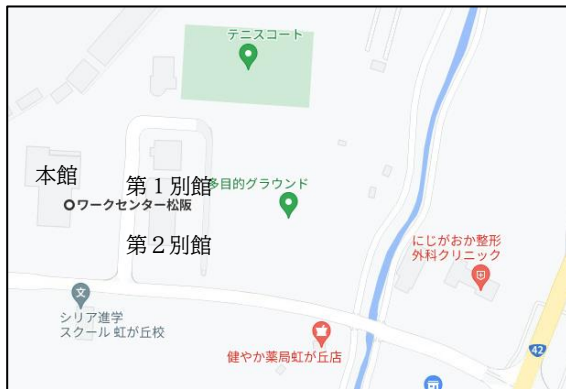 テニスコート
本館
第１別館
多目的グラウンド
ワークセンター松阪
第２別館
にじがおか整形
外科クリニック
文
シリア進学
スクール 虹が丘校
健やか薬局虹が丘店
42